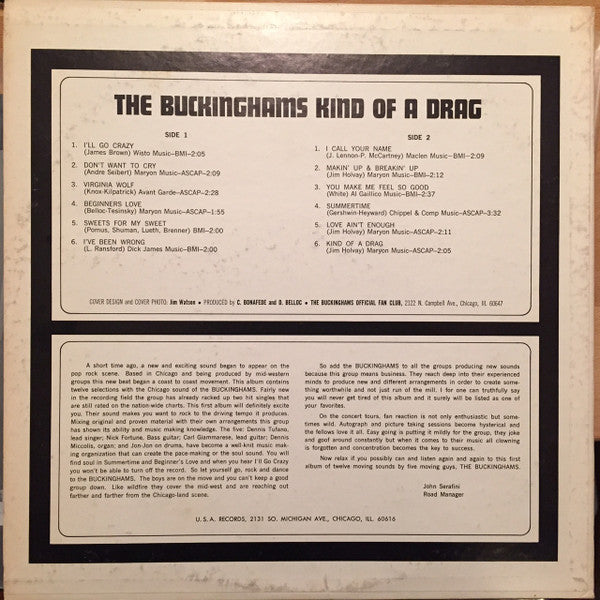 THE BUCKINGHAMS KIND OF A DRAG
SIDE 1
1. I'LL GO CRAZY
(James Brown) Wisto Music—BMI—2:05
2. DON'T WANT TO CRY
(Andre Seibert) Maryon Music—ASCAP—2:09
3. VIRGINIA WOLF
(Knox-Kilpatrick) Avant Garde—ASCAP—2:28
4. BEGINNERS LOVE
(Belloc-Tesinsky) Maryon Music—ASCAP—1:55
5. SWEETS FOR MY SWEET
(Pomus, Shuman, Lueth, Brenner) BMI—2:00
6. I'VE BEEN WRONG
(L. Ransford) Dick James Music—BMI—2:00
SIDE 2
1. I CALL YOUR NAME
(J. Lennon-P. McCartney) Maclen Music—BMI—2:09
2. MAKIN' UP & BREAKIN' UP
(Jim Holvay) Maryon Music—BMI—2:12
3. YOU MAKE ME FEEL SO GOOD
(White) Al Gaillico Music—BMI—2:37
4. SUMMERTIME
(Gershwin-Heyward) Chippel & Comp Music—ASCAP—3:32
5. LOVE AIN'T ENOUGH
(Jim Holvay) Maryon Music—ASCAP—2:11
6. KIND OF A DRAG
(Jim Holvay) Maryan Music—ASCAP—2:05
COVER DESIGN and COVER PHOTO: Jim Watson • PRODUCED by C. BONAFEDE and D. BELLOC • THE BUCKINGHAMS OFFICIAL FAN CLUB, 2122 N. Campbell Ave., Chicago, Ill. 60647
A short time ago, a new and exciting sound began to appear on the
pop rock scene. Based in Chicago and being produced by mid-western
groups this new beat began a coast to coast movement. This album contains
twelve selections with the Chicago sound of the BUCKINGHAMS. Fairly new
in the recording field the group has already racked up two hit singles that
are still rated on the nation-wide charts. This first album will definitely excite
you. Their sound makes you want to rock to the driving tempo it produces.
Mixing original and proven material with their own arrangements this group
has shown its ability and music making knowledge. The five: Dennis Tufano,
lead singer; Nick Fortune, Bass guitar; Carl Giammarese, lead guiter; Dennis
Miccolis, organ; and Jon-Jon on drums, have become a well-knit music mak-
ing organization that can create the pace-making or the soul sound. You will
find soul in Summertime and Beginner's Love and when you hear I'll Go Crazy
you won't be able to turn off the record. So let yourself go, rock and dance
to the BUCKINGHAMS. The boys are on the move and you can't keep a good
group down. Like wildfire they cover the mid-west and are reaching out
farther and farther from the Chicago-land scene.
So add the BUCKINGHAMS to all the groups producing new sounds
because this group means business. They reach deep into their experienced
minds to produce new and different arrangements in order to create some-
thing worthwhile and not just run of the mill. I for one can truthfully say
you will never get tired of this album and it surely will be listed as one of
your favorites.
On the concert tours, fan reaction is not only enthusiastic but some-
times wild. Autograph and picture taking sessions become hysterical and
the fellows love it all. Easy going is putting it mildly for the group, they joke
and goof around constantly but when it comes to their music all clowning
is forgotten and concentration becomes the key to success.
Now relax if you possibly can and listen again and again to this first
album of twelve moving sounds by five moving guys, THE BUCKINGHAMS.
John Serafini
Road Manager
U.S.A. RECORDS, 2131 SO. MICHIGAN AVE., CHICAGO, ILL. 60616